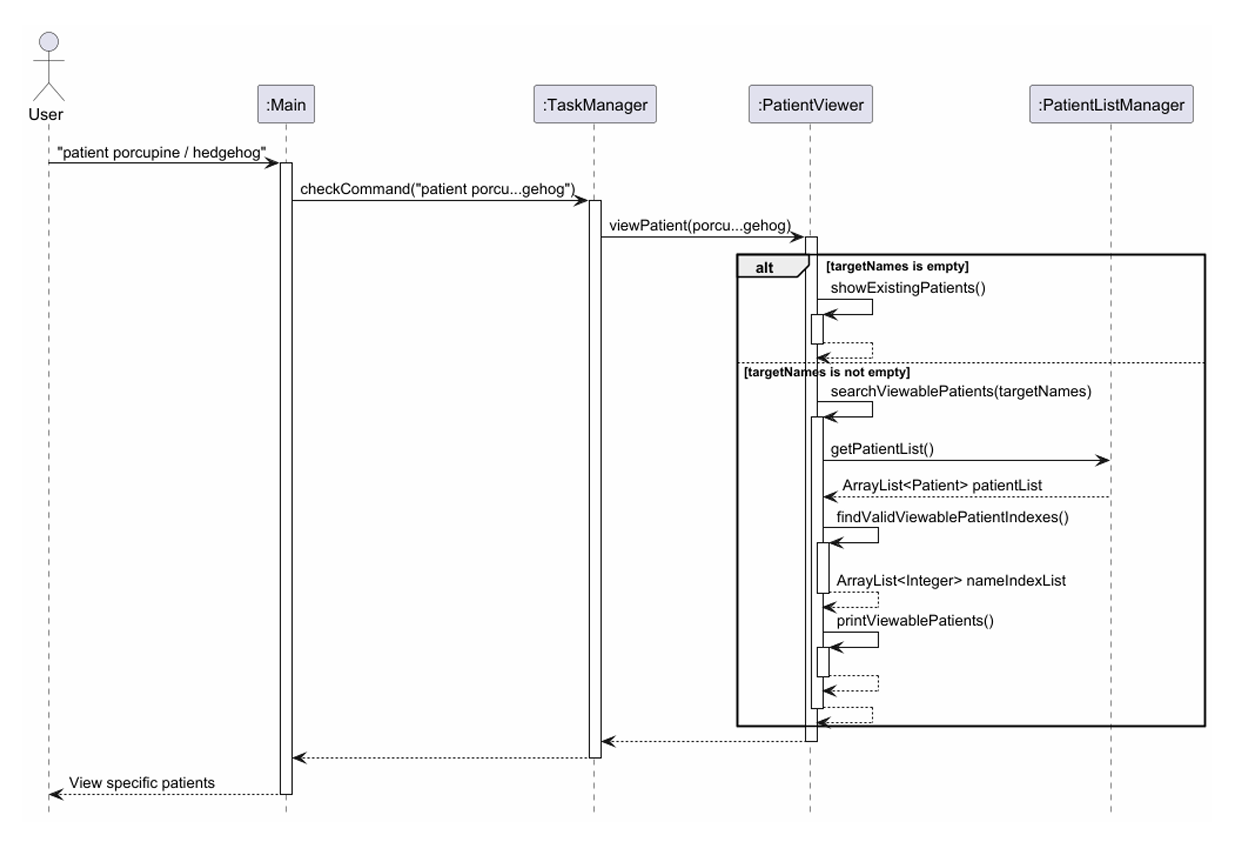 User
:Main
:TaskManager
:PatientViewer
:PatientListManager
"patient porcupine / hedgehog"
checkCommand("patient porcu...gehog")
viewPatient(porcu...gehog)
alt
[targetNames is empty]
showExistingPatients()
[targetNames is not empty]
searchViewablePatients(targetNames)
getPatientList()
ArrayList<Patient> patientList
findValidViewablePatientIndexes()
ArrayList<Integer> nameIndexList
printViewablePatients()
View specific patients